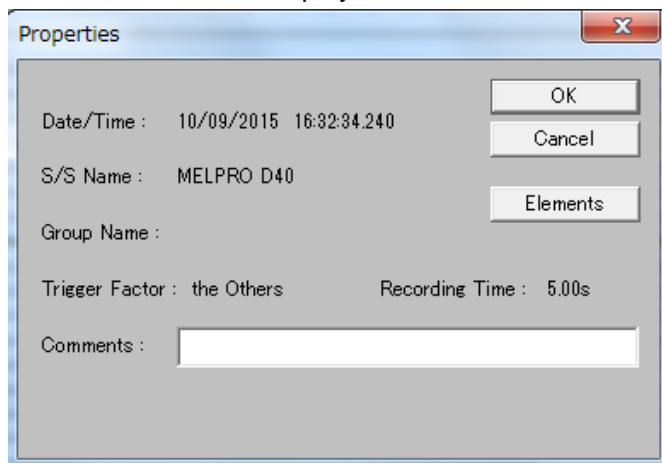 Properties
x
OK
Date/Time : 10/09/2015 16:32:34.240
Cancel
S/S Name : MELPRO D40
Elements
Group Name :
Trigger Factor : the Others Recording Time : 5.00s
Comments :